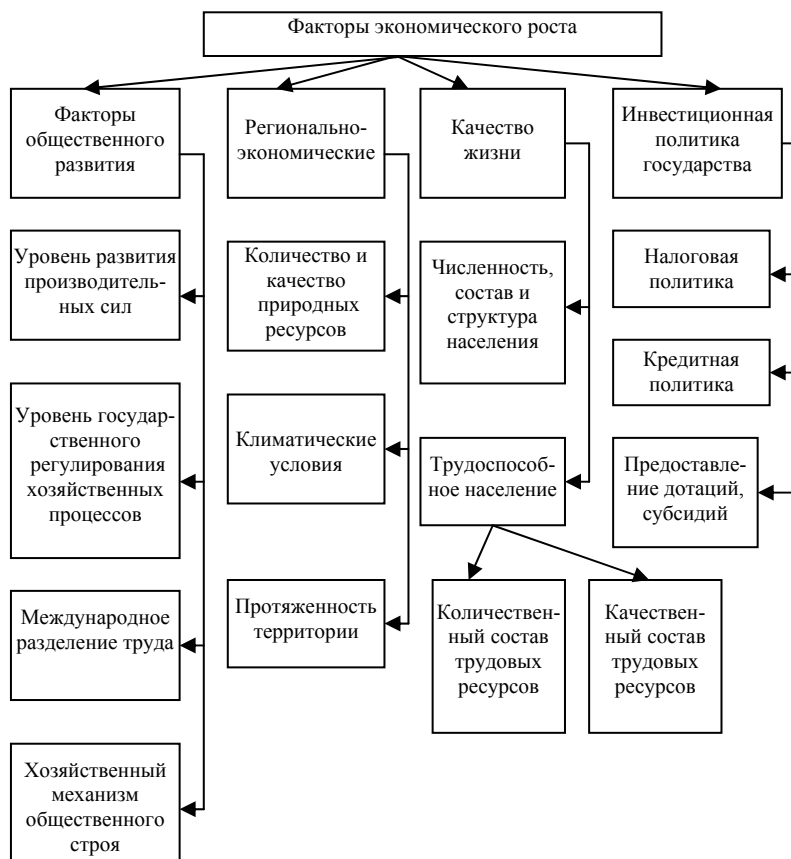 Факторы экономического роста
Факторы
общественного
развития
Уровень развития
производитель-
ных сил
Уровень государ-
ственного
регулирования
хозяйственных
процессов
Международное
разделение труда
Хозяйственный
механизм
общественного
строя
Регионально-
экономические
Количество и
качество
природных
ресурсов
Климатические
условия
Протяженность
территории
Качество
жизни
Численность,
состав и
структура
населения
Трудоспособ-
ное население
Количествен-
ный состав
трудовых
ресурсов
Качествен-
ный состав
трудовых
ресурсов
Инвестиционная
политика
государства
Налоговая
политика
Кредитная
политика
Предоставле-
ние дотаций,
субсидий